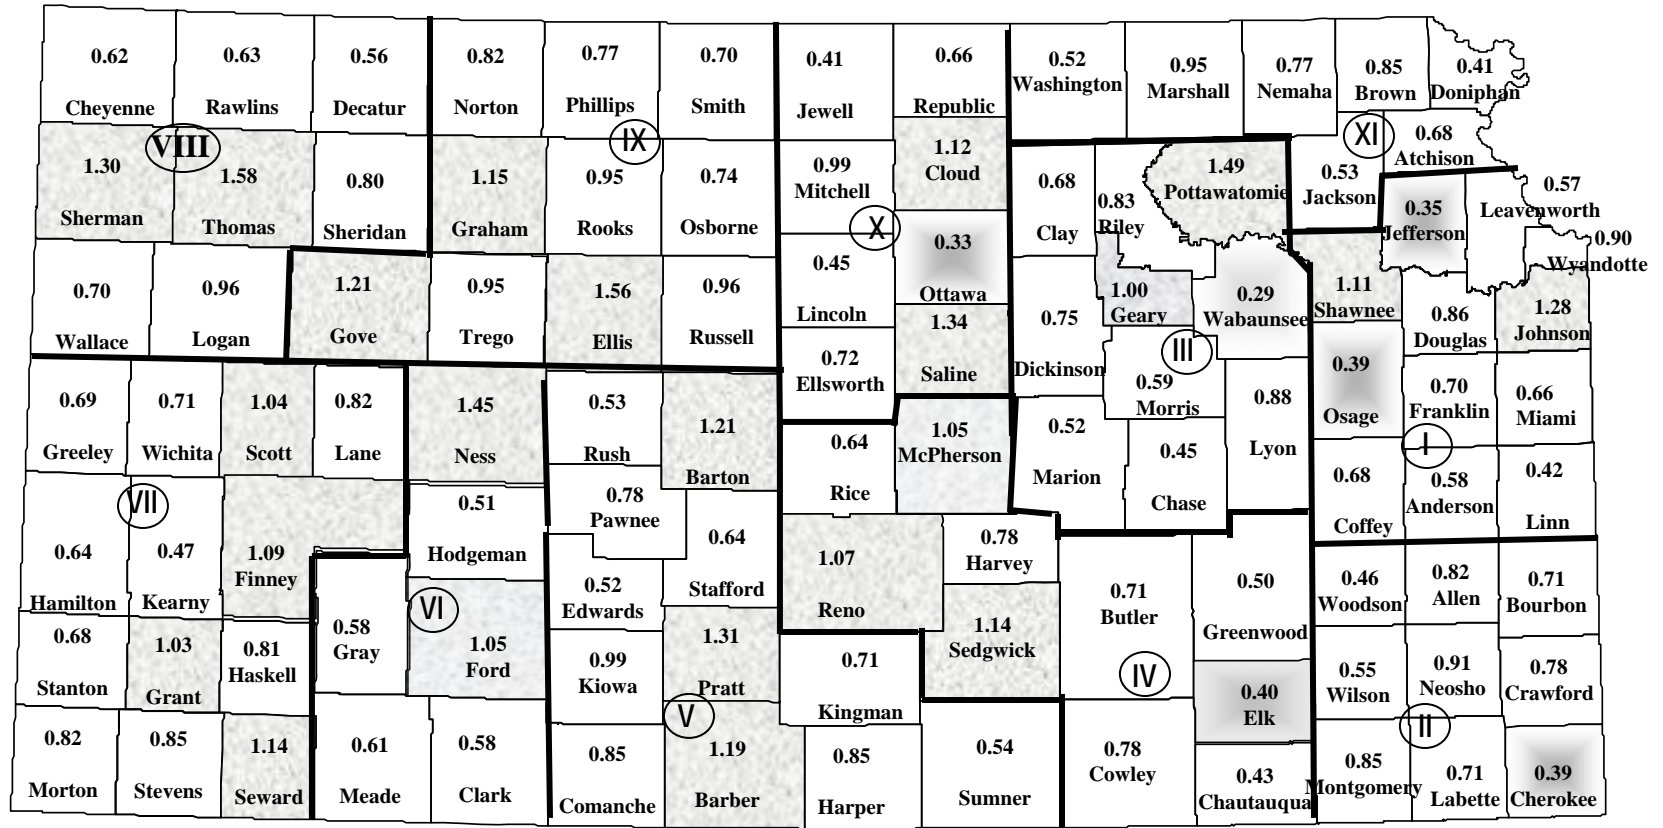 0.62
Cheyenne
0.63
Rawlins
0.56
Decatur
0.82
Norton
0.77
Phillips
0.70
Smith
0.41
Jewell
0.66
Republic
0.52
Washington
0.95
Marshall
0.77
Nemaha
0.85
Brown
0.41
Doniphan
VIII
IX
XI
1.30
Sherman
1.58
Thomas
0.80
Sheridan
1.15
Graham
0.95
Rooks
0.74
Osborne
0.99
Mitchell
1.12
Cloud
0.68
Clay
0.83
Riley
1.49
Pottawatomie
0.53
Jackson
0.68
Atchison
0.35
Jefferson
0.57
Leavenworth
0.90
Wyandotte
X
0.70
Wallace
0.96
Logan
1.21
Gove
0.95
Trego
1.56
Ellis
0.96
Russell
0.45
Lincoln
0.33
Ottawa
0.75
Dickinson
1.00
Geary
0.29
Wabaunsee
1.11
Shawnee
0.86
Douglas
1.28
Johnson
0.72
Ellsworth
1.34
Saline
III
0.59
Morris
0.88
Lyon
0.39
Osage
0.70
Franklin
0.66
Miami
I
0.69
Greeley
0.71
Wichita
1.04
Scott
0.82
Lane
1.45
Ness
0.53
Rush
1.21
Barton
0.64
Rice
1.05
McPherson
0.52
Marion
0.45
Chase
0.68
Coffey
0.58
Anderson
0.42
Linn
VII
0.64
Hamilton
0.47
Kearny
1.09
Finney
0.51
Hodgeman
0.78
Pawnee
0.64
Stafford
1.07
Reno
0.78
Harvey
0.71
Butler
0.50
Greenwood
0.46
Woodson
0.82
Allen
0.71
Bourbon
VI
0.52
Edwards
0.68
Stanton
1.03
Grant
0.81
Haskell
0.58
Gray
1.05
Ford
0.99
Kiowa
1.31
Pratt
0.71
Kingman
1.14
Sedgwick
IV
0.40
Elk
0.55
Wilson
0.91
Neosho
0.78
Crawford
V
II
0.82
Morton
0.85
Stevens
1.14
Seward
0.61
Meade
0.58
Clark
0.85
Comanche
1.19
Barber
0.85
Harper
0.54
Sumner
0.78
Cowley
0.43
Chautauqua
0.85
Montgomery
0.71
Labette
0.39
Cherokee